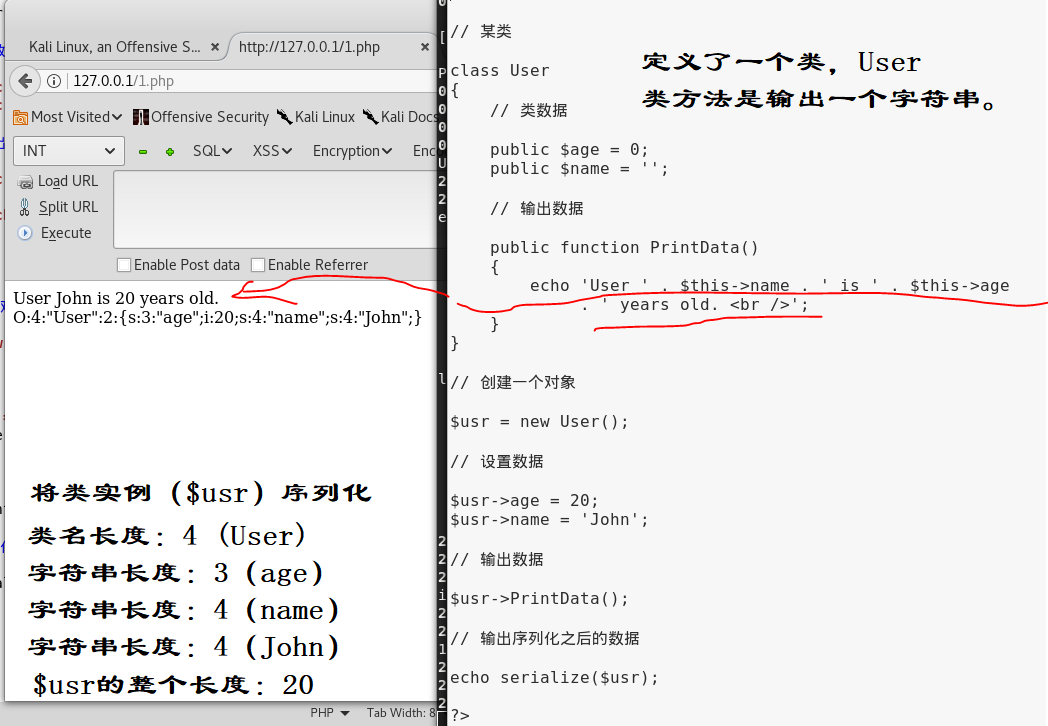 Kali Linux, an Offensive S... ×
http://127.0.0.1/1.php ×
127.0.0.1/1.php
Most Visited
Offensive Security
Kali Linux
Kali Docs
INT
SQL
XSS
Encryption
Enc
Load URL
Split URL
Execute
Enable Post data
Enable Referrer
User John is 20 years old.
O:4:"User":2:{s:3:"age";i:20;s:4:"name";s:4:"John";}
将类实例（$usr）序列化
类名长度：4（User）
字符串长度：3（age）
字符串长度：4（name）
字符串长度：4（John）
$usr的整个长度：20
PHP
Tab Width: 8
// 某类
class User
{
// 类数据
public $age = 0;
public $name = '';
// 输出数据
public function PrintData()
{
echo 'User ' . $this->name . ' is ' . $this->age
. ' years old. <br />';
}
}
// 创建一个对象
$usr = new User();
// 设置数据
$usr->age = 20;
$usr->name = 'John';
// 输出数据
$usr->PrintData();
// 输出序列化之后的数据
echo serialize($usr);
?>
定义了一个类，User
类方法是输出一个字符串。